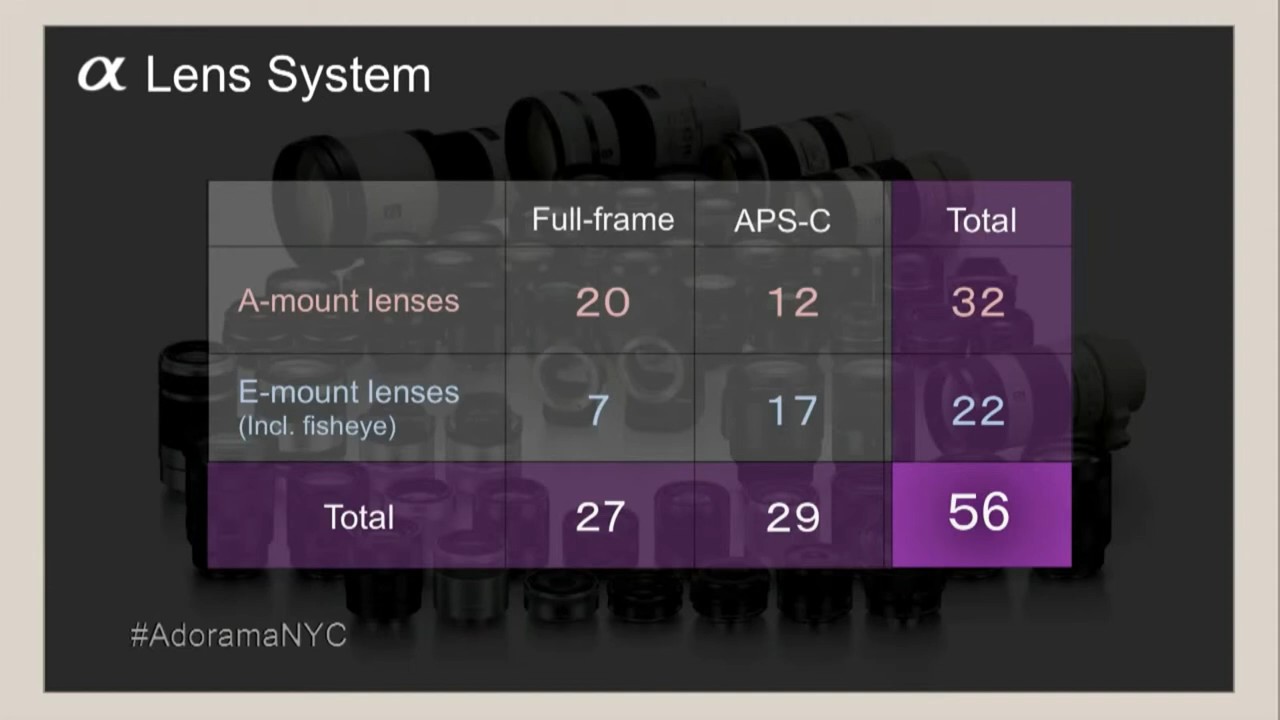 α Lens System
Full-frame APS-C Total
A-mount lenses 20 12 32
E-mount lenses 7 17 22
(Incl. fisheye)
Total 27 29 56
#AdoramaNYC